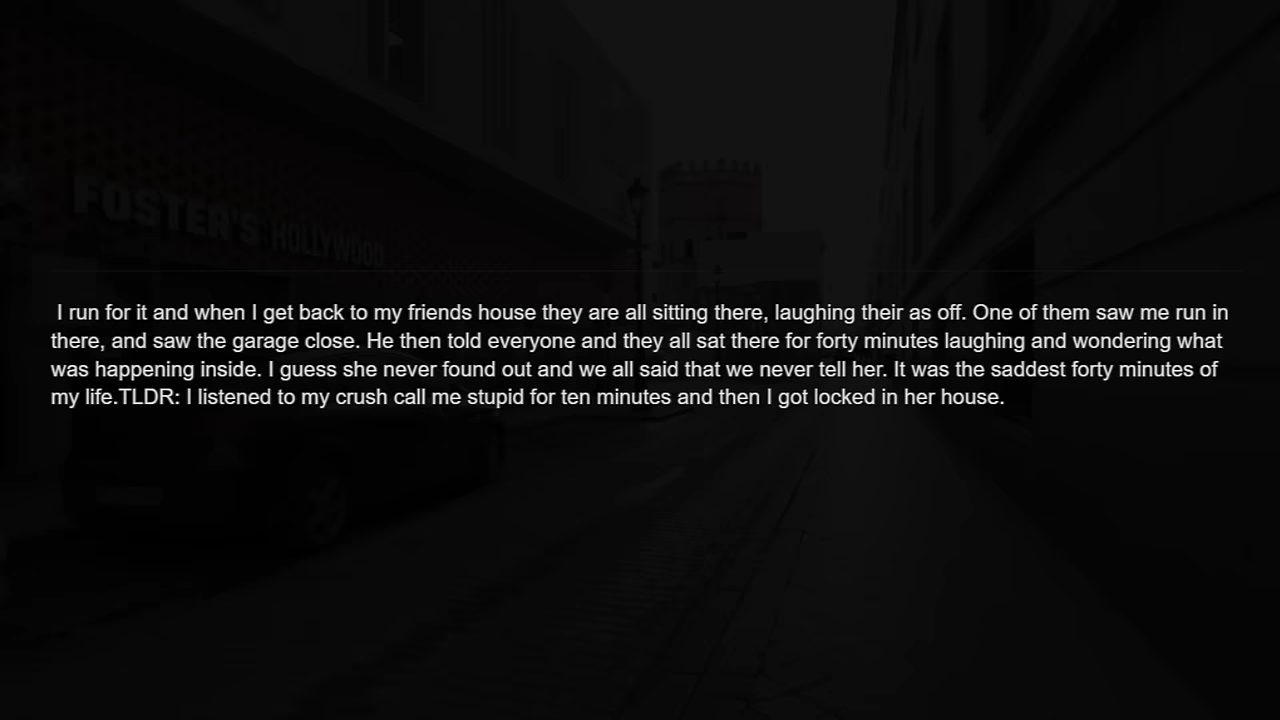 FOSTER'S HOLLYWOOD
I run for it and when I get back to my friends house they are all sitting there, laughing their as off. One of them saw me run in
there, and saw the garage close. He then told everyone and they all sat there for forty minutes laughing and wondering what
was happening inside. I guess she never found out and we all said that we never tell her. It was the saddest forty minutes of
my life.TLDR: I listened to my crush call me stupid for ten minutes and then I got locked in her house.